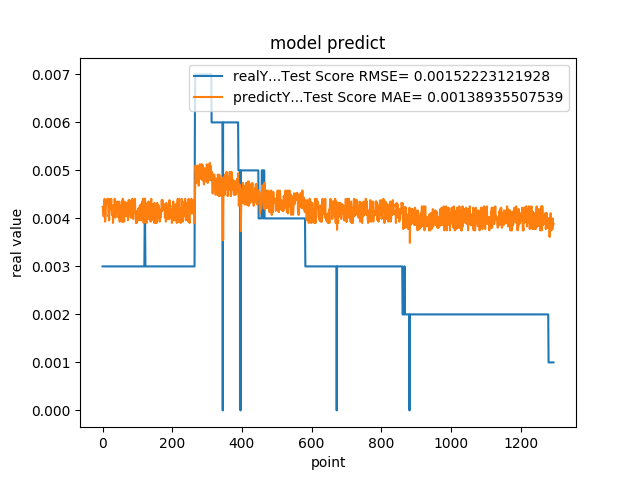 model predict
realY...Test Score RMSE= 0.00152223121928
predictY...Test Score MAE= 0.00138935507539
real value
0.007
0.006
0.005
0.004
0.003
0.002
0.001
0.000
0 200 400 600 800 1000 1200
point